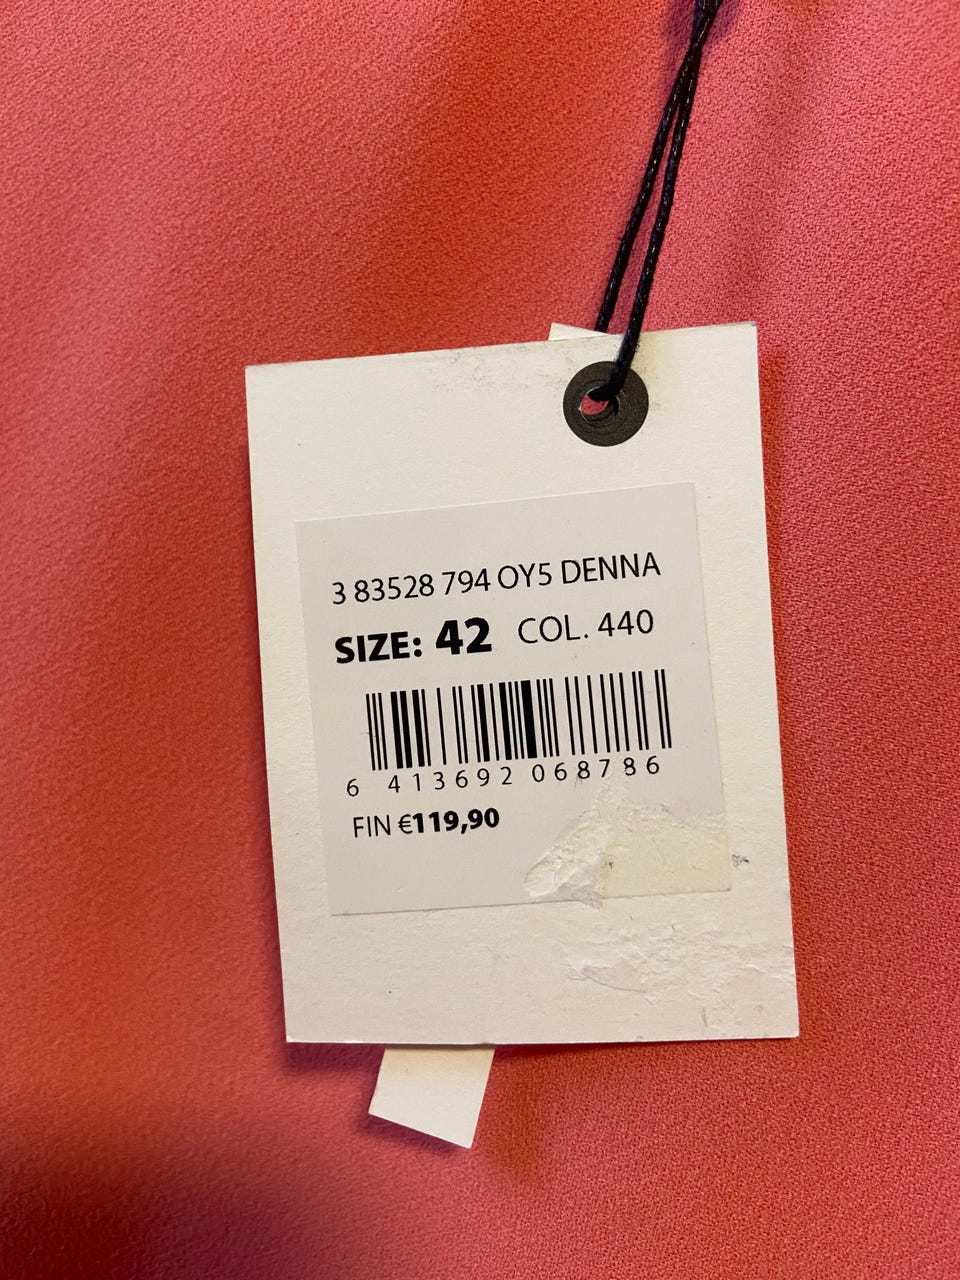 3 83528 794 OY5 DENNA
SIZE: 42 COL. 440
6 413692 068786
FIN €119,90